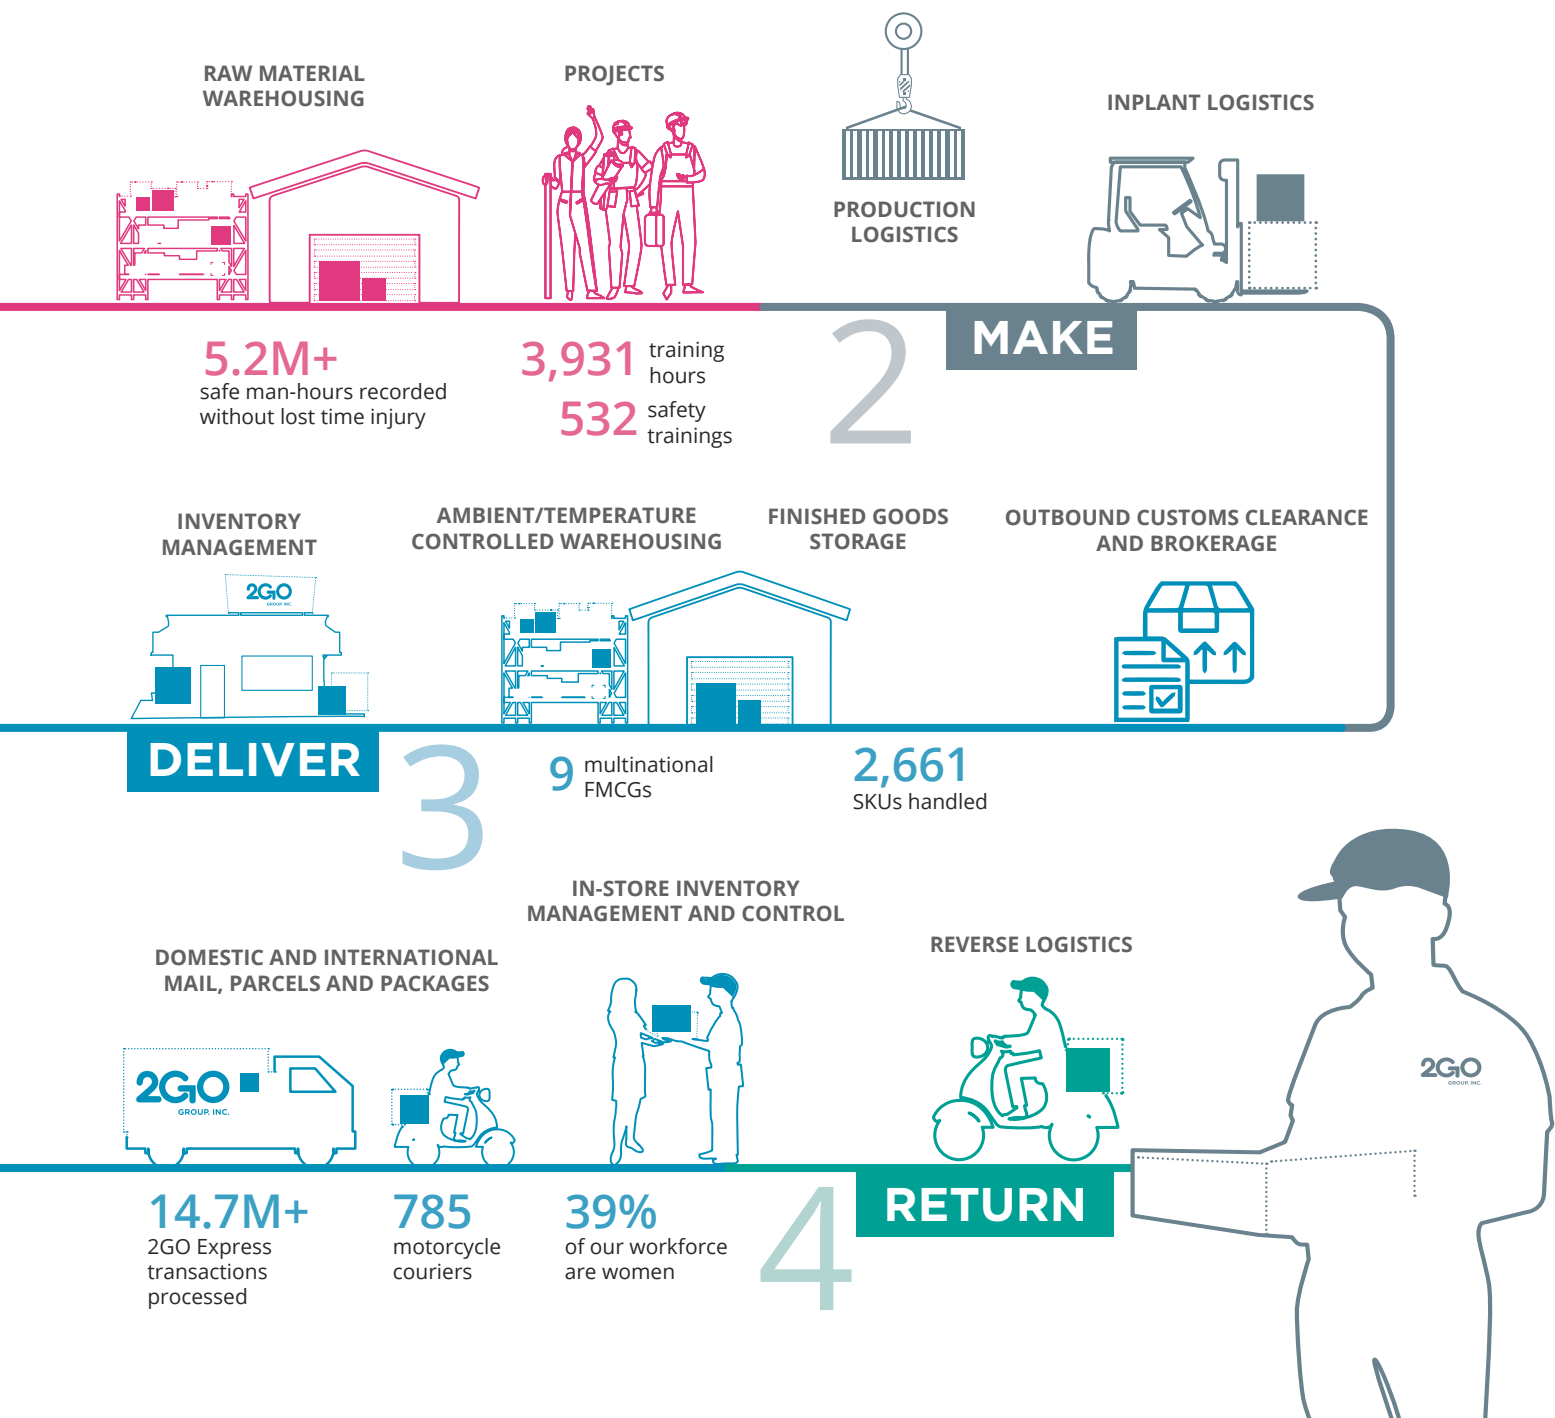 RAW MATERIAL
WAREHOUSING
PROJECTS
PRODUCTION
LOGISTICS
INPLANT LOGISTICS
5.2M+
safe man-hours recorded
without lost time injury
3,931 training
hours
532 safety
trainings
2
MAKE
INVENTORY
MANAGEMENT
AMBIENT/TEMPERATURE
CONTROLLED WAREHOUSING
FINISHED GOODS
STORAGE
OUTBOUND CUSTOMS CLEARANCE
AND BROKERAGE
2GO
GROUP. INC.
DELIVER
3
9 multinational
FMCGs
2,661
SKUs handled
DOMESTIC AND INTERNATIONAL
MAIL, PARCELS AND PACKAGES
IN-STORE INVENTORY
MANAGEMENT AND CONTROL
REVERSE LOGISTICS
2GO
GROUP. INC.
2GO
GROUP. INC.
14.7M+
2GO Express
transactions
processed
785
motorcycle
couriers
39%
of our workforce
are women
4
RETURN